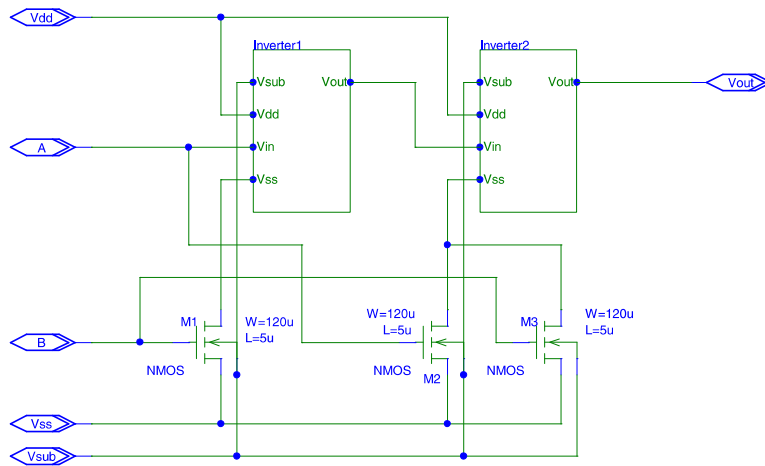 Vdd
Inverter1
Inverter2
Vsub
Vout
Vsub
Vout
Vout
Vdd
Vdd
A
Vin
Vin
Vss
Vss
M1
W=120u
L=5u
W=120u
L=5u
M3
W=120u
L=5u
B
NMOS
NMOS
M2
NMOS
Vss
Vsub